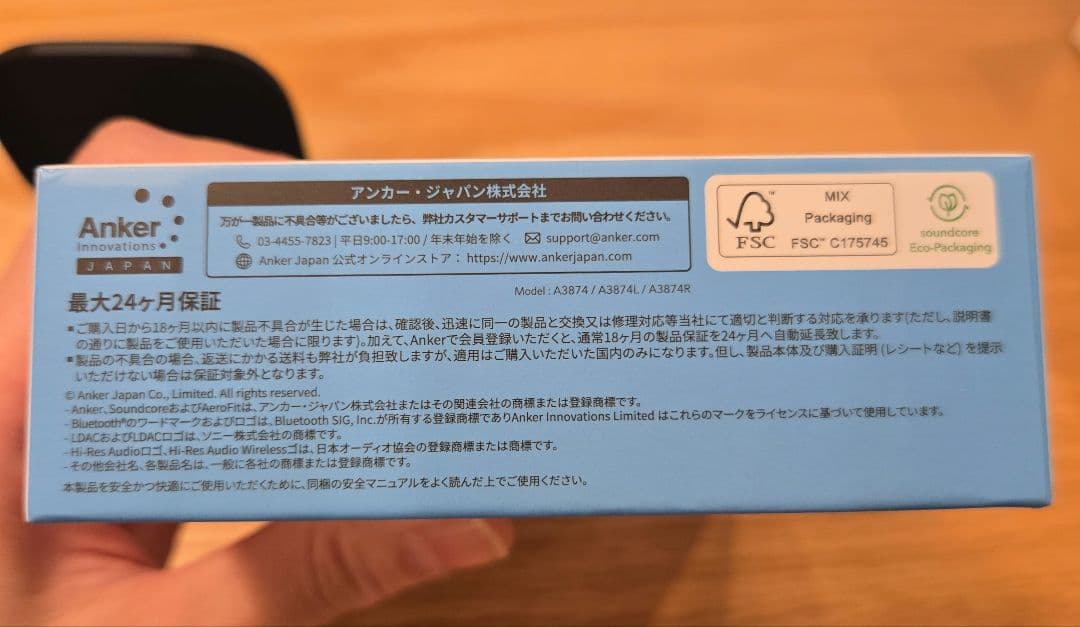 Anker
Innovations
JAPAN
アンカー・ジャパン株式会社
万が一製品に不具合等がございましたら、弊社カスタマーサポートまでお問い合わせください。
03-4455-7823 | 平日9:00-17:00 / 年末年始を除く support@anker.com
Anker Japan 公式オンラインストア： https://www.ankerjapan.com
FSC™
MIX
Packaging
FSC™ C175745
soundcore
Eco-Packaging
Model : A3874 / A3874L / A3874R
最大24ヶ月保証
▪ご購入日から18ヶ月以内に製品不具合が生じた場合は、確認後、迅速に同一の製品と交換又は修理対応等当社にて適切と判断する対応を承ります(ただし、説明書
の通りに製品をご使用いただいた場合に限ります)。加えて、Ankerで会員登録いただくと、通常18ヶ月の製品保証を24ヶ月へ自動延長致します。
▪製品の不具合の場合、返送にかかる送料も弊社が負担致しますが、適用はご購入いただいた国内のみになります。但し、製品本体及び購入証明 (レシートなど) を提示
いただけない場合は保証対象外となります。
© Anker Japan Co., Limited. All rights reserved.
- Anker、SoundcoreおよびAeroFitは、アンカー・ジャパン株式会社またはその関連会社の商標または登録商標です。
- Bluetooth®のワードマークおよびロゴは、Bluetooth SIG, Inc.が所有する登録商標でありAnker Innovations Limited はこれらのマークをライセンスに基づいて使用しています。
- LDACおよびLDACロゴは、ソニー株式会社の商標です。
- Hi-Res Audioロゴ、Hi-Res Audio Wirelessゴは、日本オーディオ協会の登録商標または商標です。
- その他会社名、各製品名は、一般に各社の商標または登録商標です。
本製品を安全かつ快適にご使用いただくために、同梱の安全マニュアルをよく読んだ上でご使用ください。